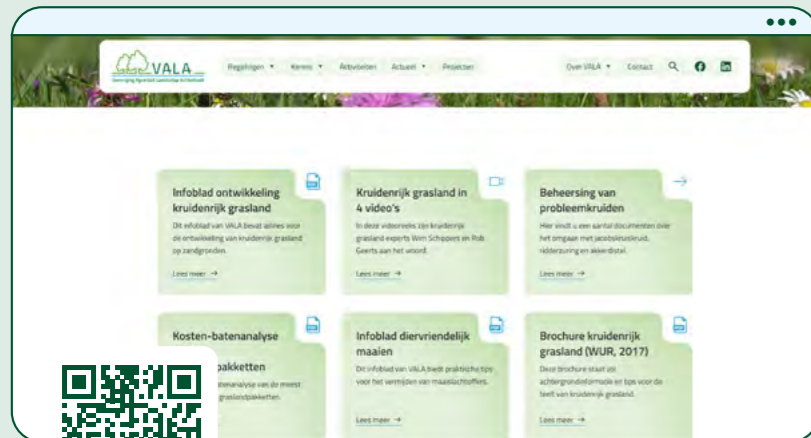 VALA
Vereniging Agrarisch Landschap Achterhoek
Regelingen Kennis Activiteiten Actueel Projecten Over VALA Contact
Infoblad ontwikkeling
kruidenrijk grasland
Dit infoblad van VALA bevat advies voor
de ontwikkeling van kruidenrijk grasland
op zandgronden.
Lees meer →
Kruidenrijk grasland in
4 video's
In deze videoreeks zijn kruidenrijk
grasland experts Wim Schippers en Rob
Geerts aan het woord.
Lees meer →
Beheersing van
probleemkruiden
Hier vindt u een aantal documenten over
het omgaan met jacobskruiskruid,
ridderzuring en akkerdistel.
Lees meer →
Kosten-batenanalyse
pakketten
atenanalyse van de meest
graslandpakketten.
Infoblad diervriendelijk
maaien
Dit infoblad van VALA biedt praktische tips
voor het vermijden van maaislachtoffers.
Lees meer →
Brochure kruidenrijk
grasland (WUR, 2017)
Deze brochure staat vol
achtergrondinformatie en tips voor de
teelt van kruidenrijk grasland.
Lees meer →